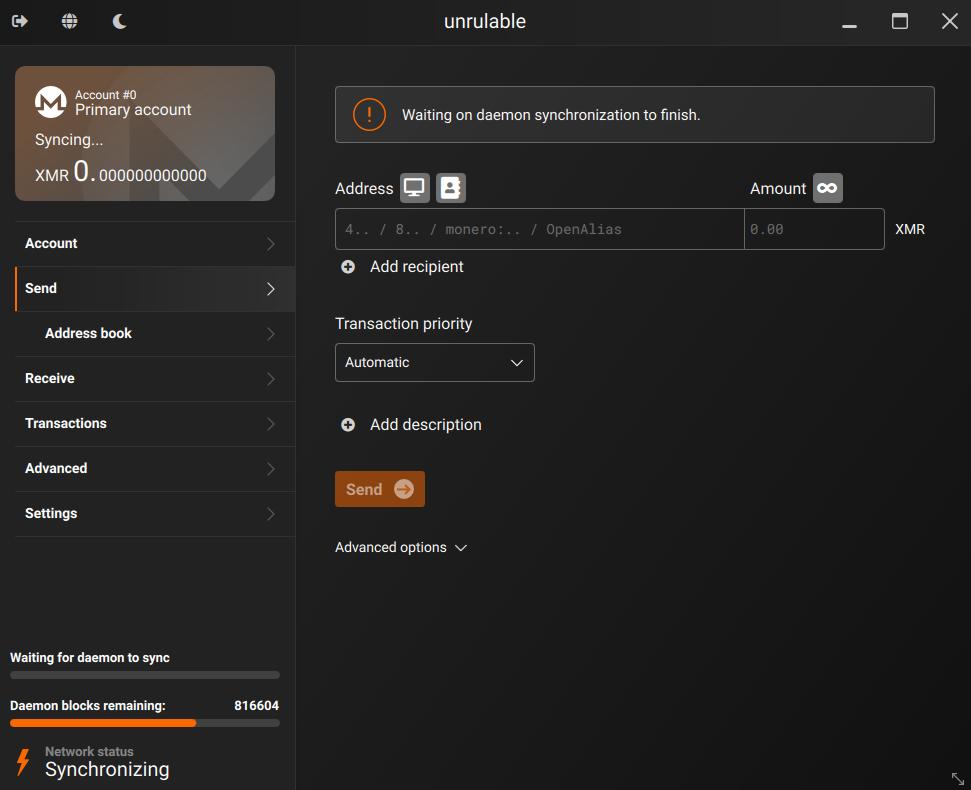 unrulable
Account #0
Primary account
Syncing...
XMR 0.000000000000
Account
Send
Address book
Receive
Transactions
Advanced
Settings
Waiting for daemon to sync
Daemon blocks remaining: 816604
Network status
Synchronizing
Waiting on daemon synchronization to finish.
Address Amount
4.. / 8.. / monero:.. / OpenAlias 0.00 XMR
Add recipient
Transaction priority
Automatic
Add description
Send
Advanced options